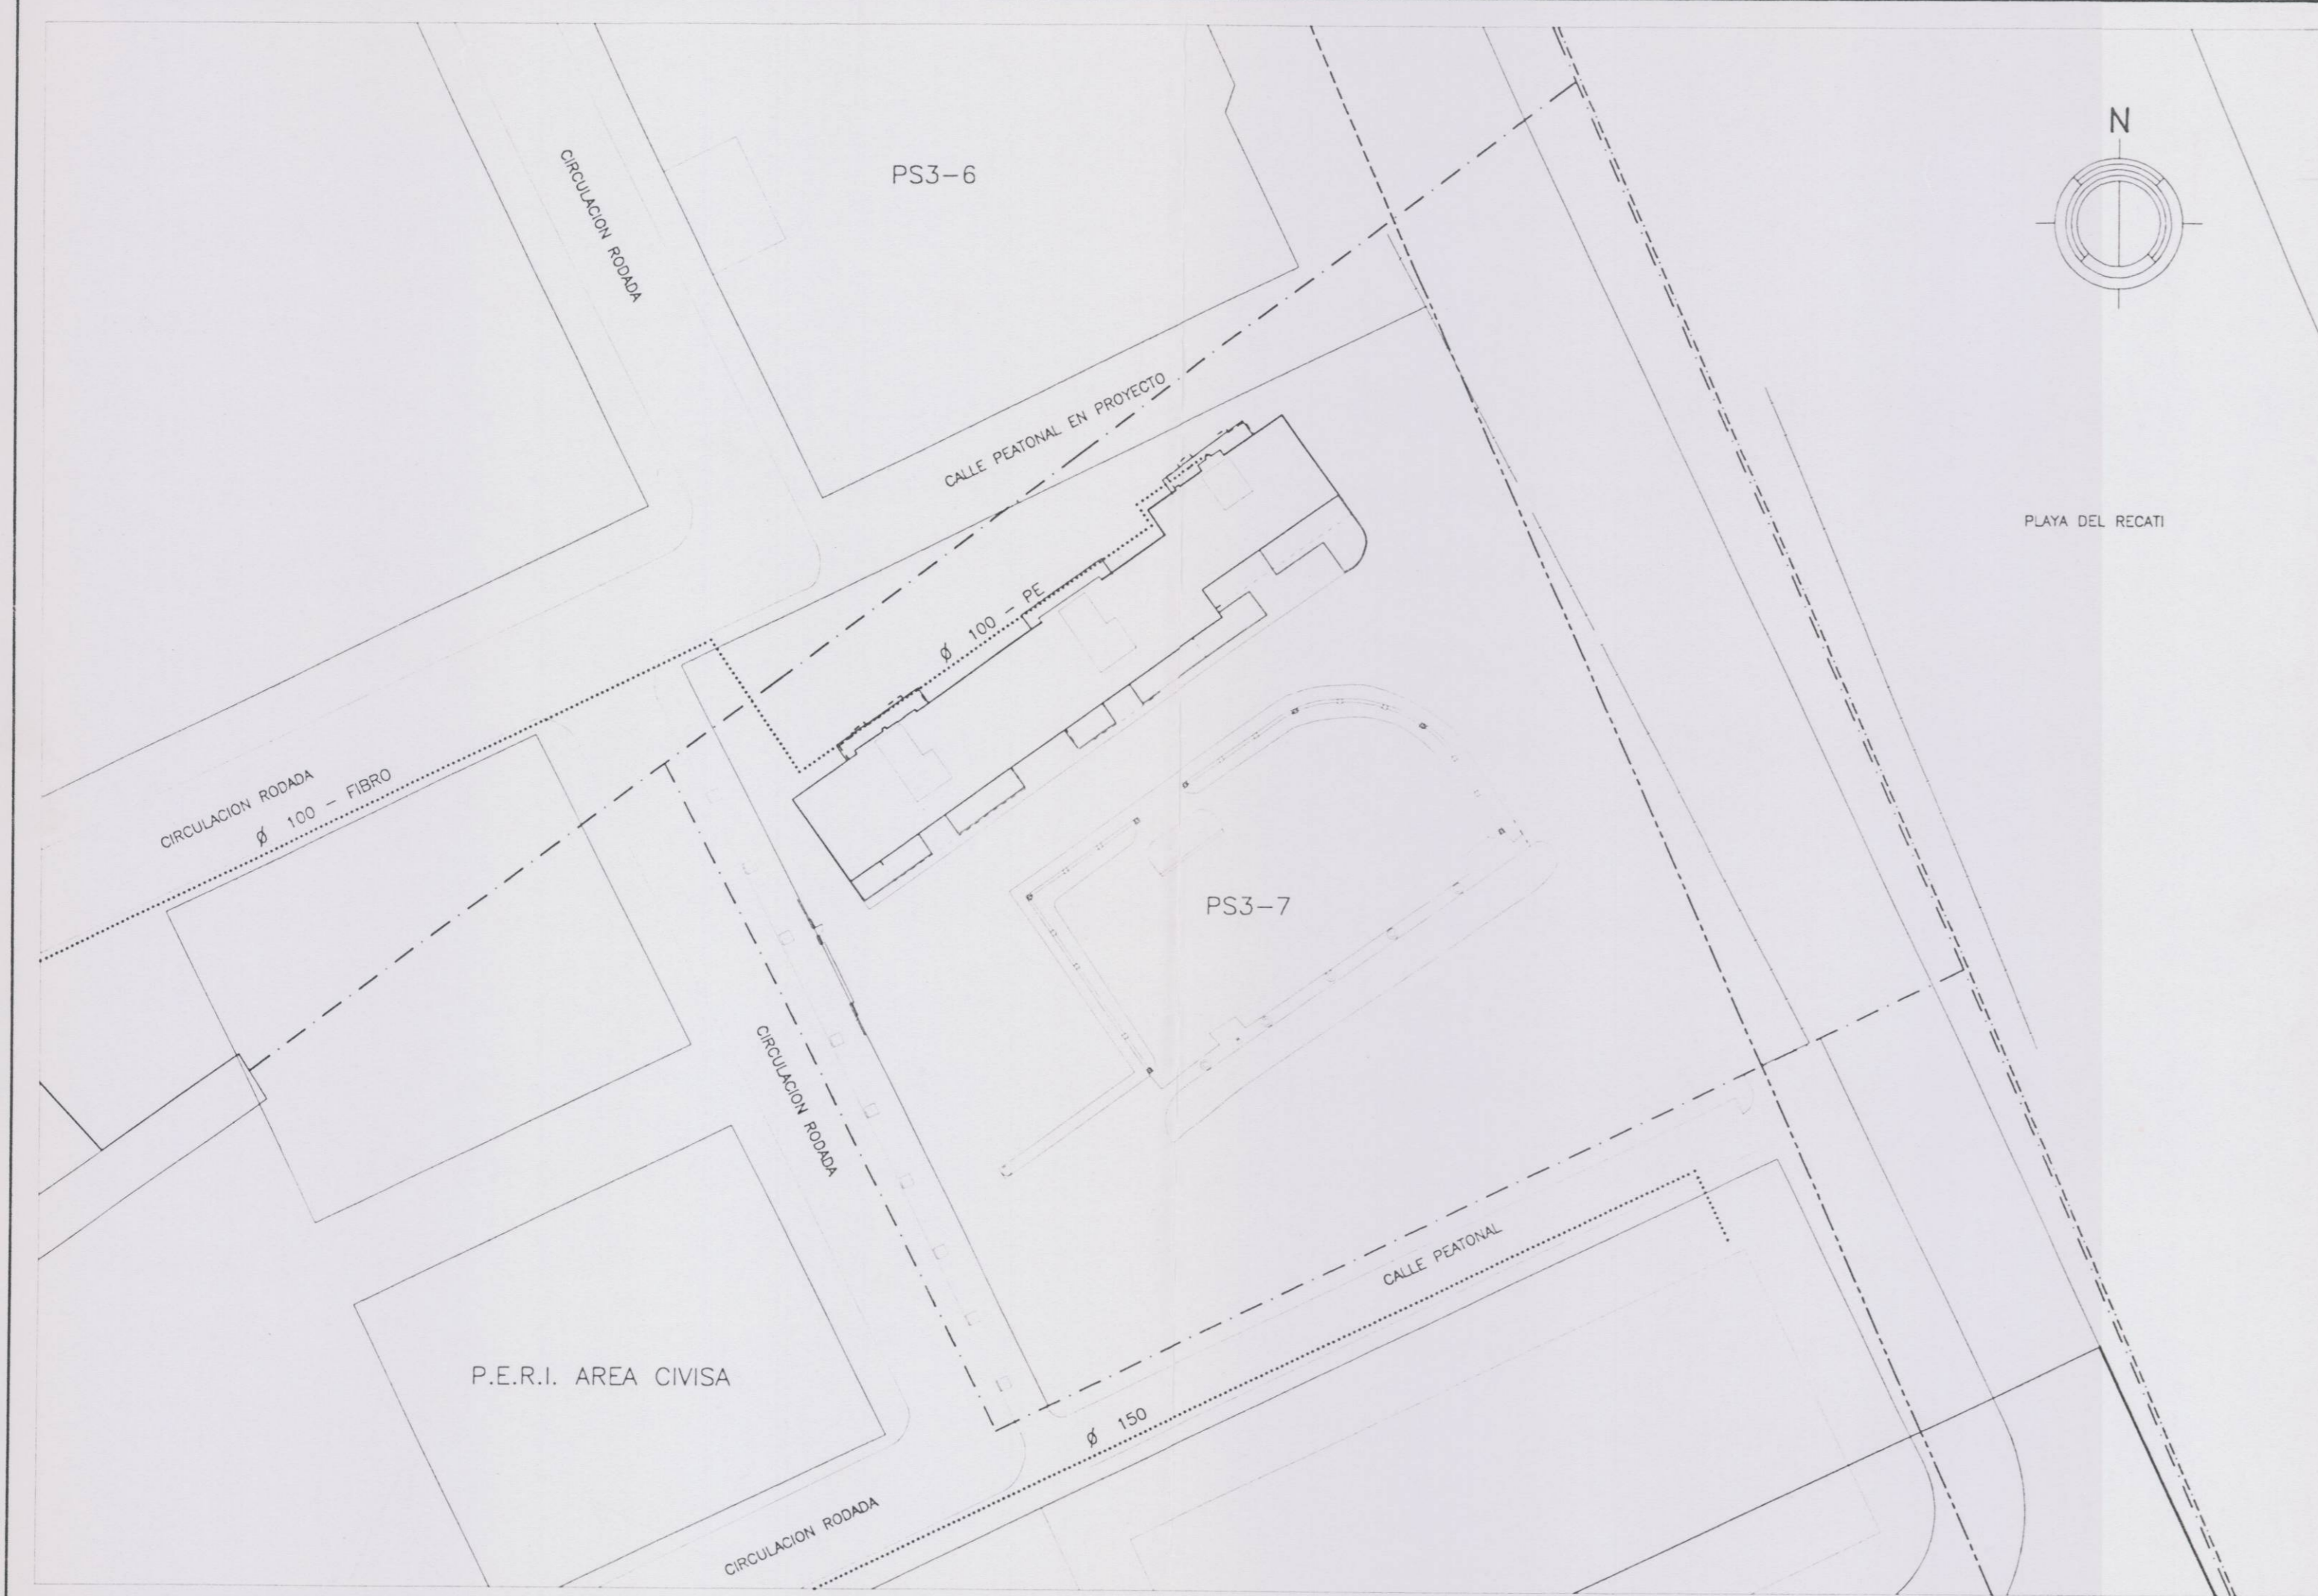 N
PS3-6
CIRCULACION RODADA
CALLE PEATONAL EN PROYECTO
PLAYA DEL RECATI
Ø 100 - PE
CIRCULACION RODADA
Ø 100 - FIBRO
PS3-7
CIRCULACION RODADA
CALLE PEATONAL
P.E.R.I. AREA CIVISA
Ø 150
CIRCULACION RODADA